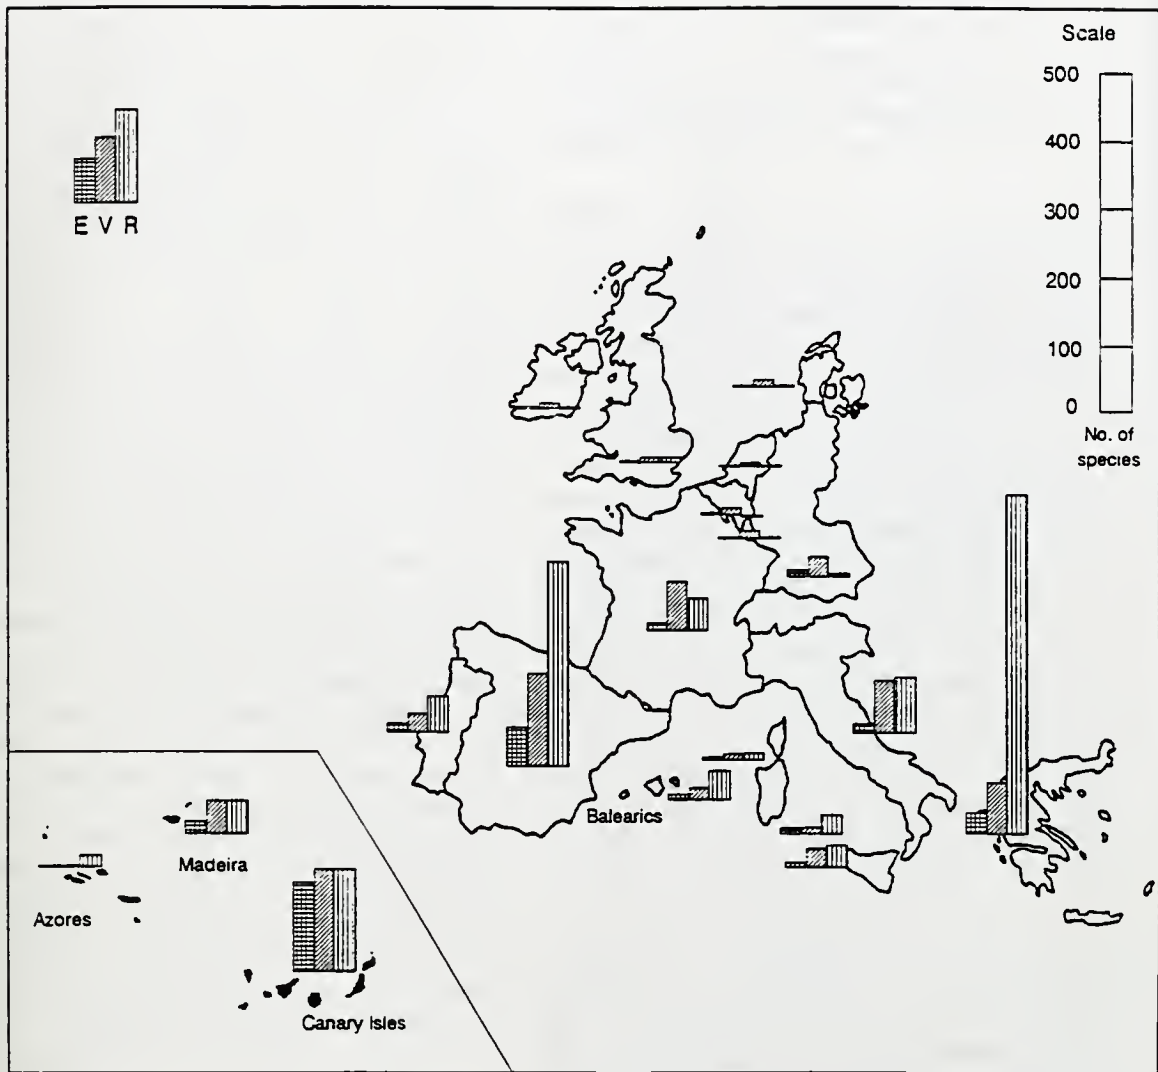 Scale
500
400
300
200
100
0
No. of
species
E V R
Balearics
Madeira
Azores
Canary Isles